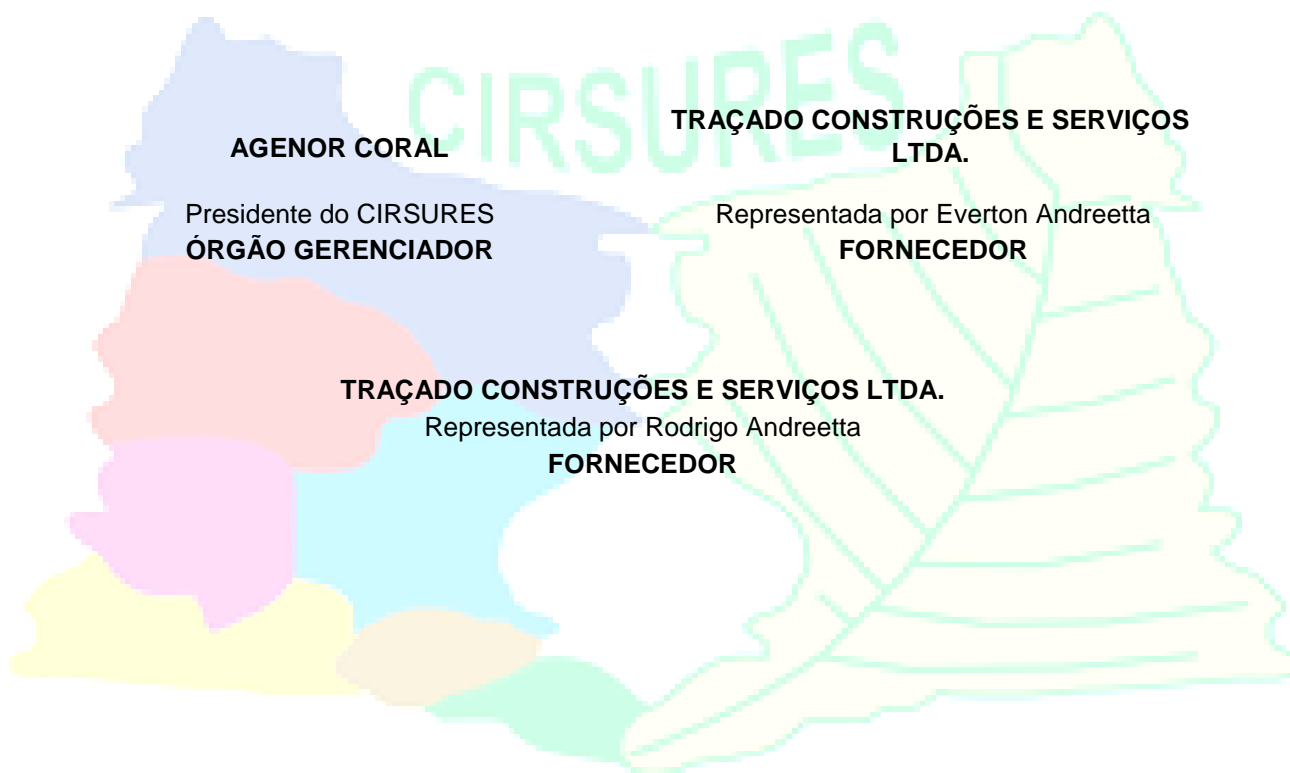 CIRSURES
AGENOR CORAL
Presidente do CIRSURES
ÓRGÃO GERENCIADOR
TRAÇADO CONSTRUÇÕES E SERVIÇOS
LTDA.
Representada por Everton Andreetta
FORNECEDOR
TRAÇADO CONSTRUÇÕES E SERVIÇOS LTDA.
Representada por Rodrigo Andreetta
FORNECEDOR